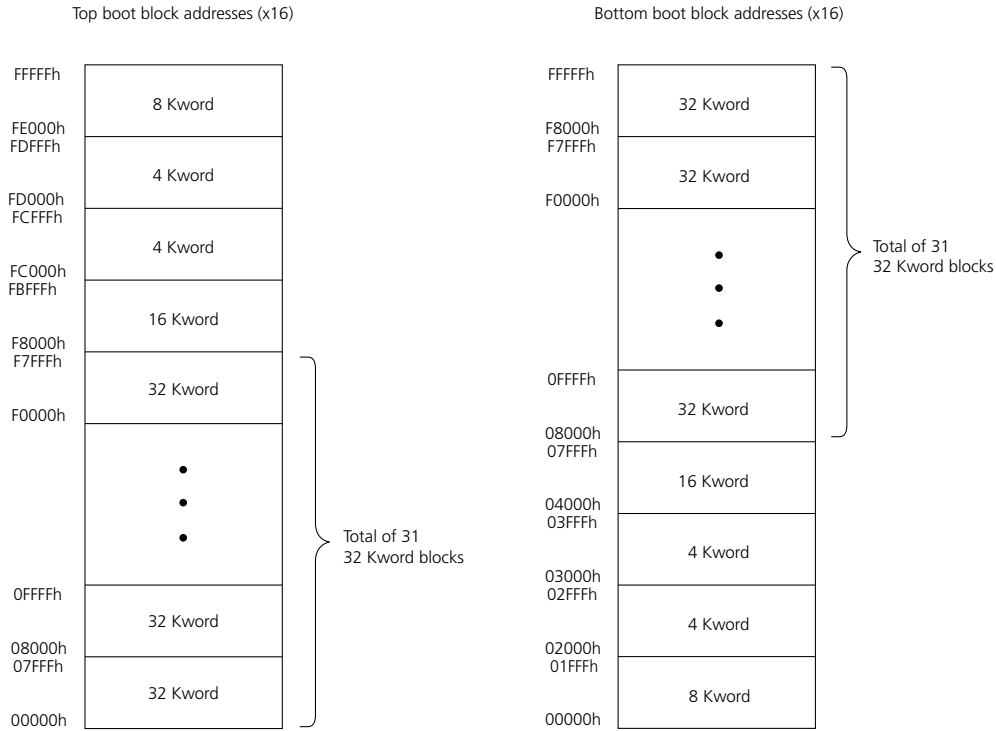 Top boot block addresses (x16)
FFFFFh
8 Kword
FE000h
FDFFFh
4 Kword
FD000h
FCFFFh
4 Kword
FC000h
FBFFFh
16 Kword
F8000h
F7FFFh
32 Kword
F0000h
Total of 31
32 Kword blocks
0FFFFh
32 Kword
08000h
07FFFh
32 Kword
00000h
Bottom boot block addresses (x16)
FFFFFh
32 Kword
F8000h
F7FFFh
32 Kword
F0000h
Total of 31
32 Kword blocks
0FFFFh
32 Kword
08000h
07FFFh
16 Kword
04000h
03FFFh
4 Kword
03000h
02FFFh
4 Kword
02000h
01FFFh
8 Kword
00000h